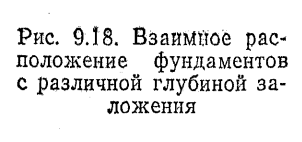 Рис. 9.18. Взаимное рас-
положение фундаментов
с различной глубиной за-
ложения